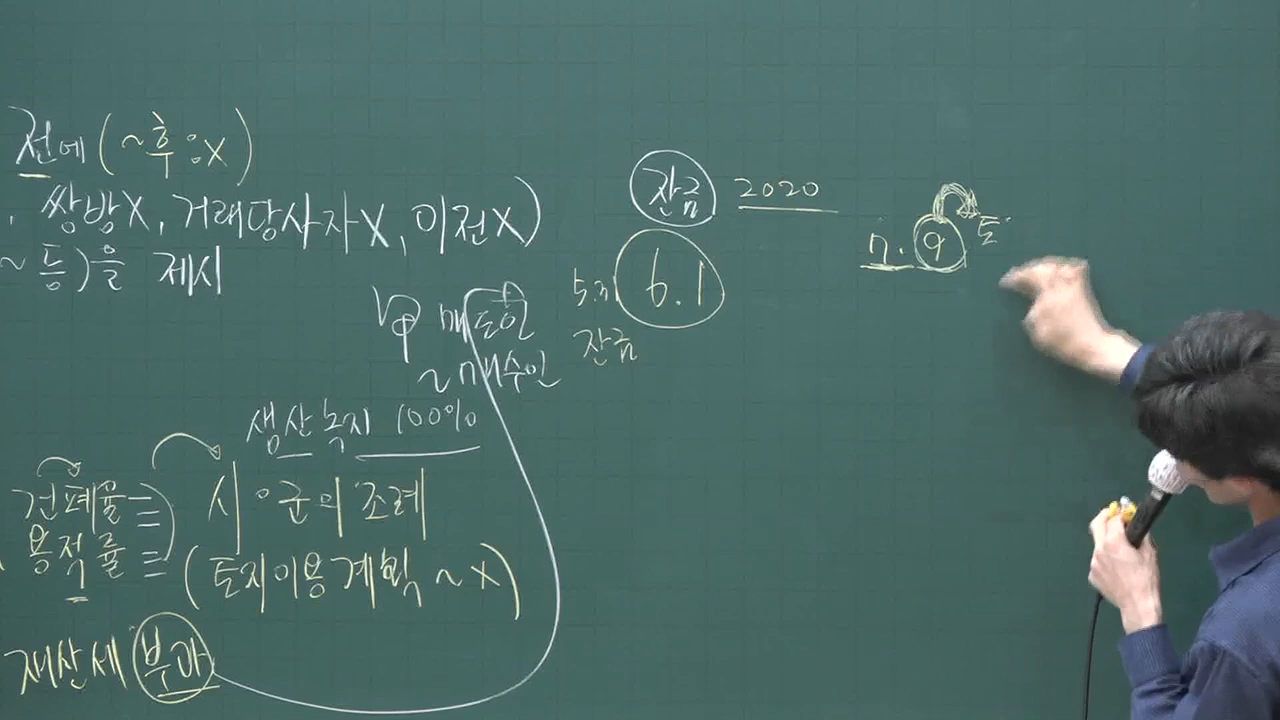 전에(~후:X)
쌍방X, 거래당사자X, 이전X)
~등)을 제시
잔금 2020
7. 9 토
5.31 6.1
잔금
매도인
~매수인
생산녹지 100%
건폐율
용적률
시·군의 조례
(토지이용계획~X)
재산세 부과